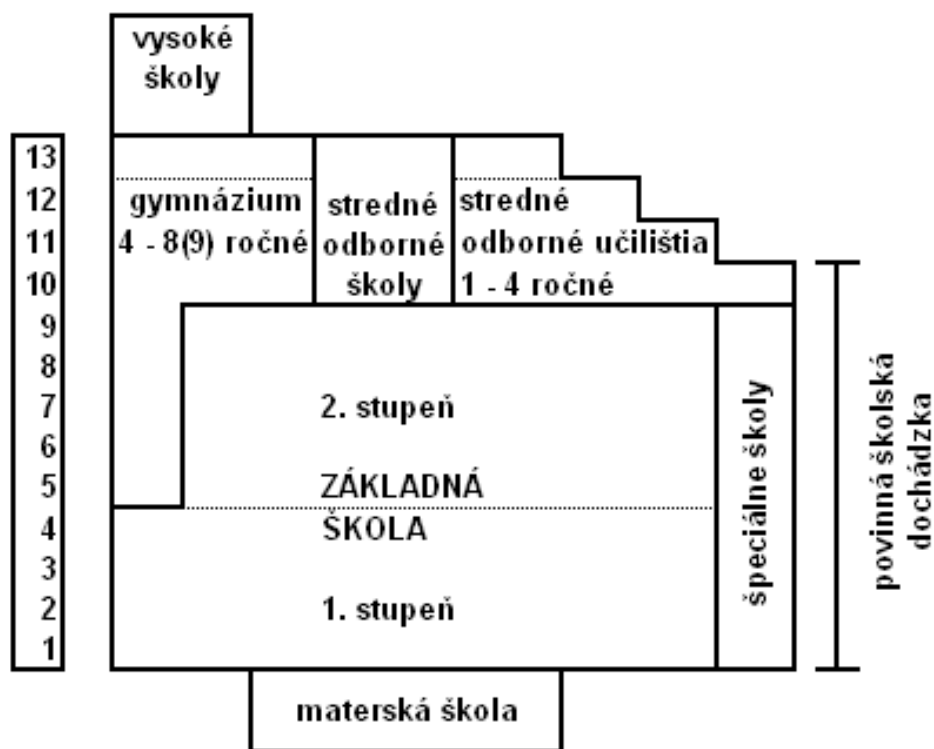 vysoké
školy
13
12
11
10
9
8
7
6
5
4
3
2
1
gymnázium
4 - 8(9) ročné
stredné
odborné
školy
stredné
odborné učilištia
1 - 4 ročné
2. stupeň
ZÁKLADNÁ
ŠKOLA
1. stupeň
špeciálne školy
povinná školská
dochádzka
materská škola